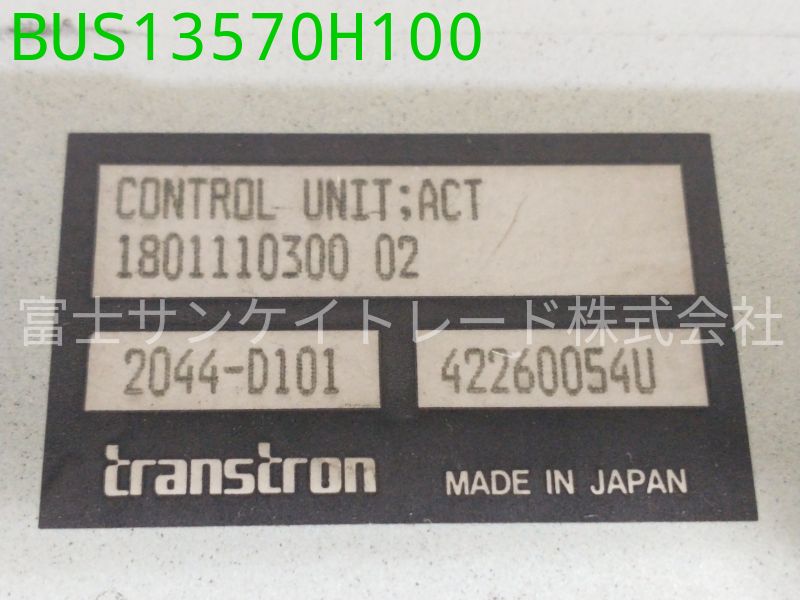 BUS13570H100
CONTROL UNIT;ACT
1801110300 02
富士サンケイトレード株式会社
2044-D101 42260054U
transtron MADE IN JAPAN